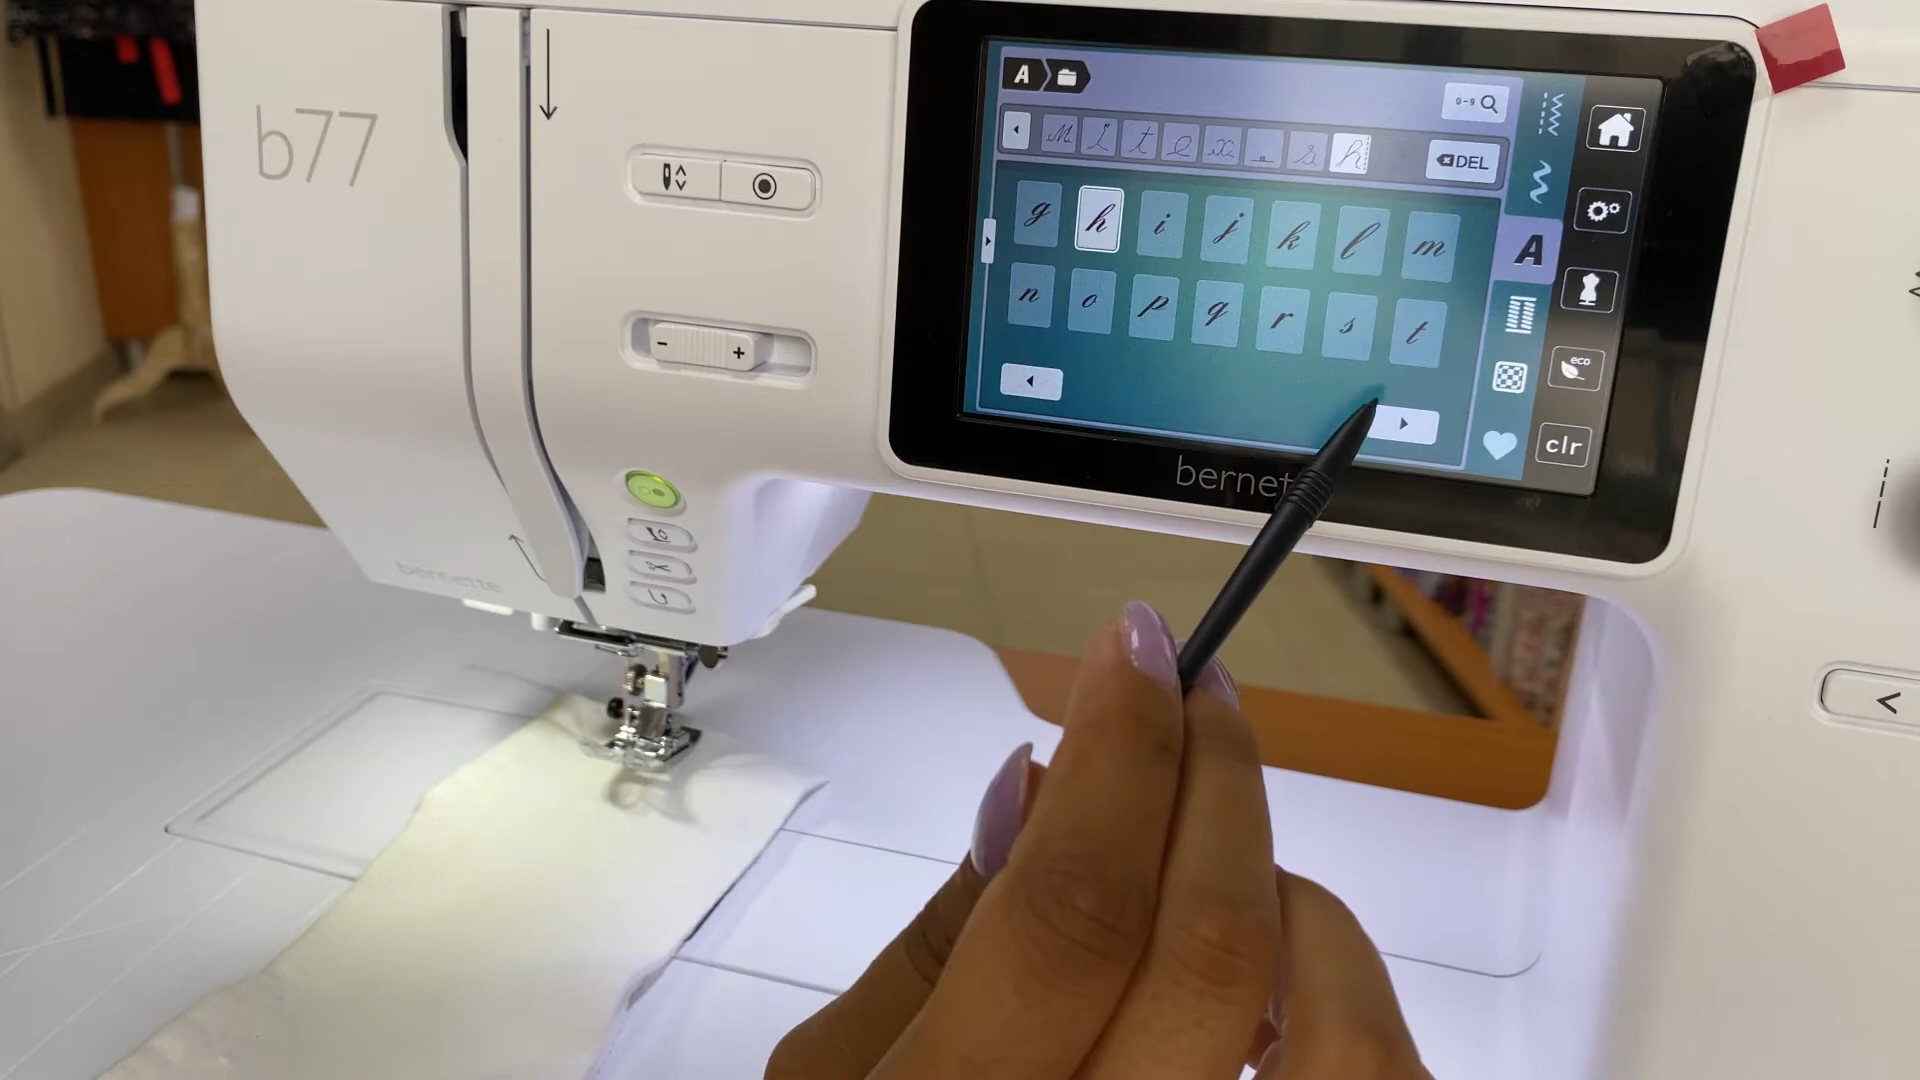 b77
A
0-9
M i t e x _ s h
DEL
g h i j k l m
A
n o p q r s t
eco
clr
bernet
bernette